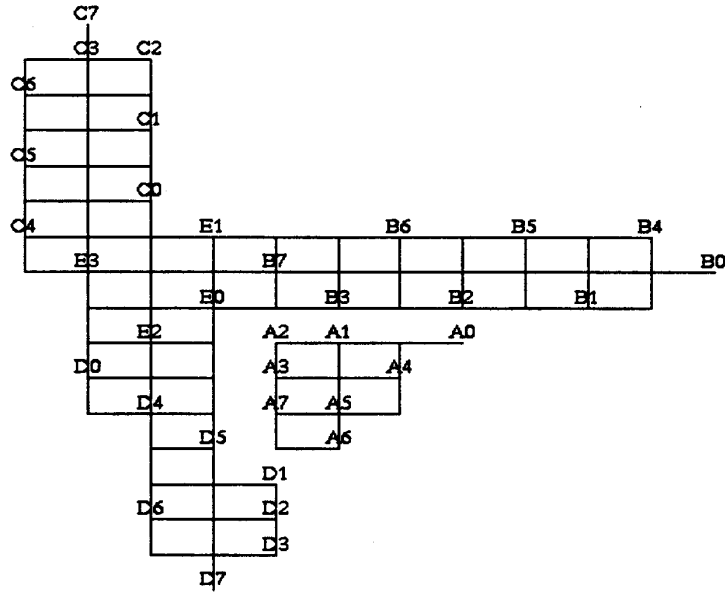 C7
C3 C2
C6
C1
C5
C0
C4 E1 B6 B5 B4
E3 B7 B0
E0 B3 B2 B1
E2 A2 A1 A0
D0 A3 A4
D4 A7 A5
D5 A6
D1
D6 D2
D3
D7